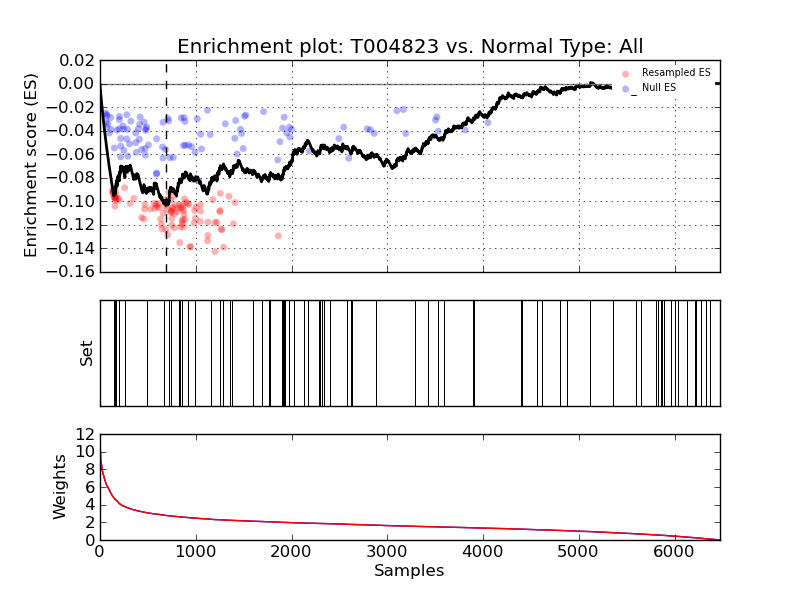 Enrichment plot: T004823 vs. Normal Type: All
Enrichment score (ES)
0.02
0.00
−0.02
−0.04
−0.06
−0.08
−0.10
−0.12
−0.14
−0.16
Resampled ES
Null ES
Set
Weights
12
10
8
6
4
2
0
0 1000 2000 3000 4000 5000 6000
Samples